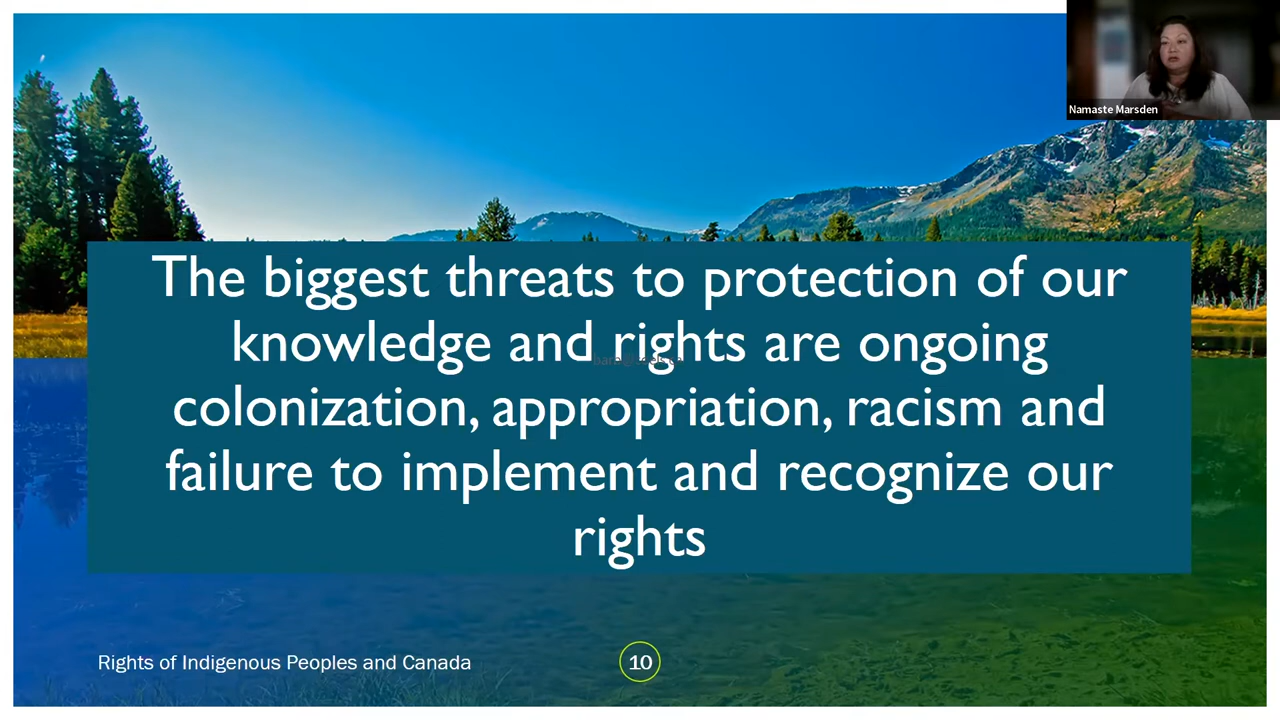 Namaste Marsden
The biggest threats to protection of our
knowledge and rights are ongoing
colonization, appropriation, racism and
failure to implement and recognize our
rights
Rights of Indigenous Peoples and Canada
10